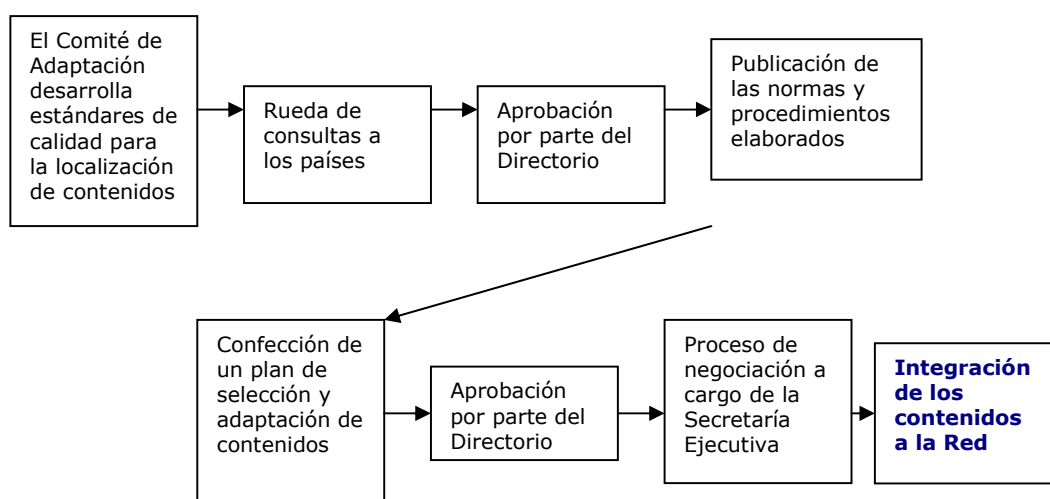 El Comité de
Adaptación
desarrolla
estándares de
calidad para
la localización
de contenidos
Rueda de
consultas a
los países
Aprobación
por parte del
Directorio
Publicación de
las normas y
procedimientos
elaborados
Confección de
un plan de
selección y
adaptación de
contenidos
Aprobación
por parte del
Directorio
Proceso de
negociación a
cargo de la
Secretaría
Ejecutiva
Integración
de los
contenidos
a la Red